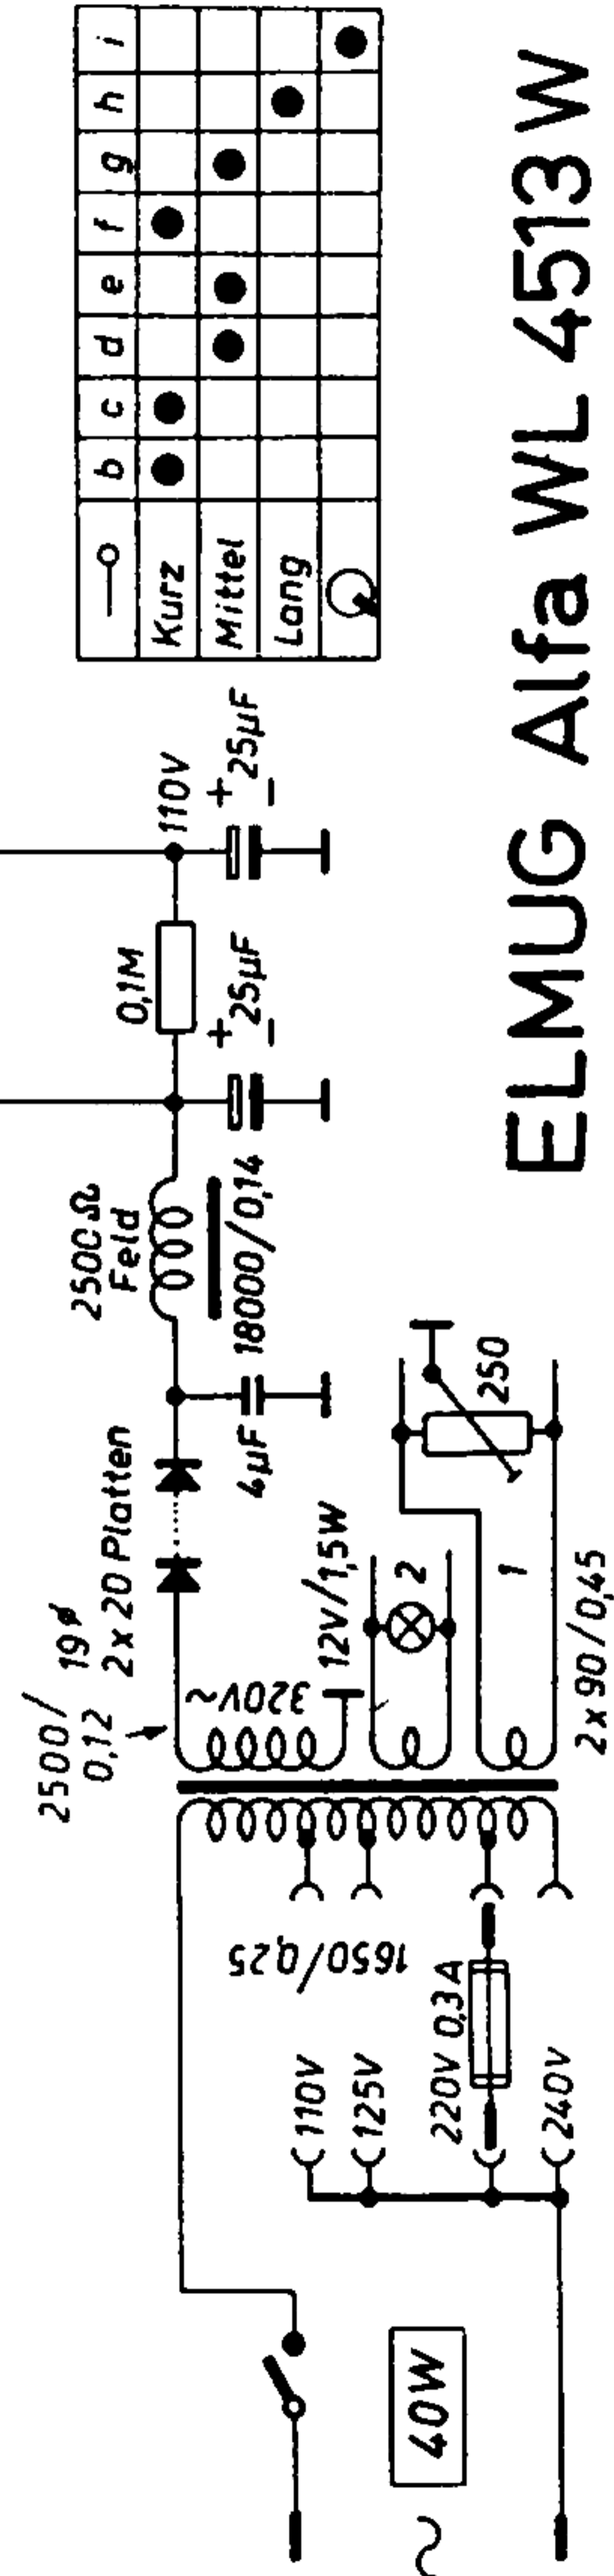 ~
40W
110V
125V
220V 0,3A
240V
1650/0,25
2500/
0,12
19ø
2x20 Platten
320V~
12V/1,5W
2
1
2x90/0,45
250
4µF
2500Ω
Feld
18000/0,14
+
25µF
−
0,1M
110V
+
25µF
−
b c d e f g h i
Kurz
Mittel
Lang
ELMUG Alfa WL 4513 W